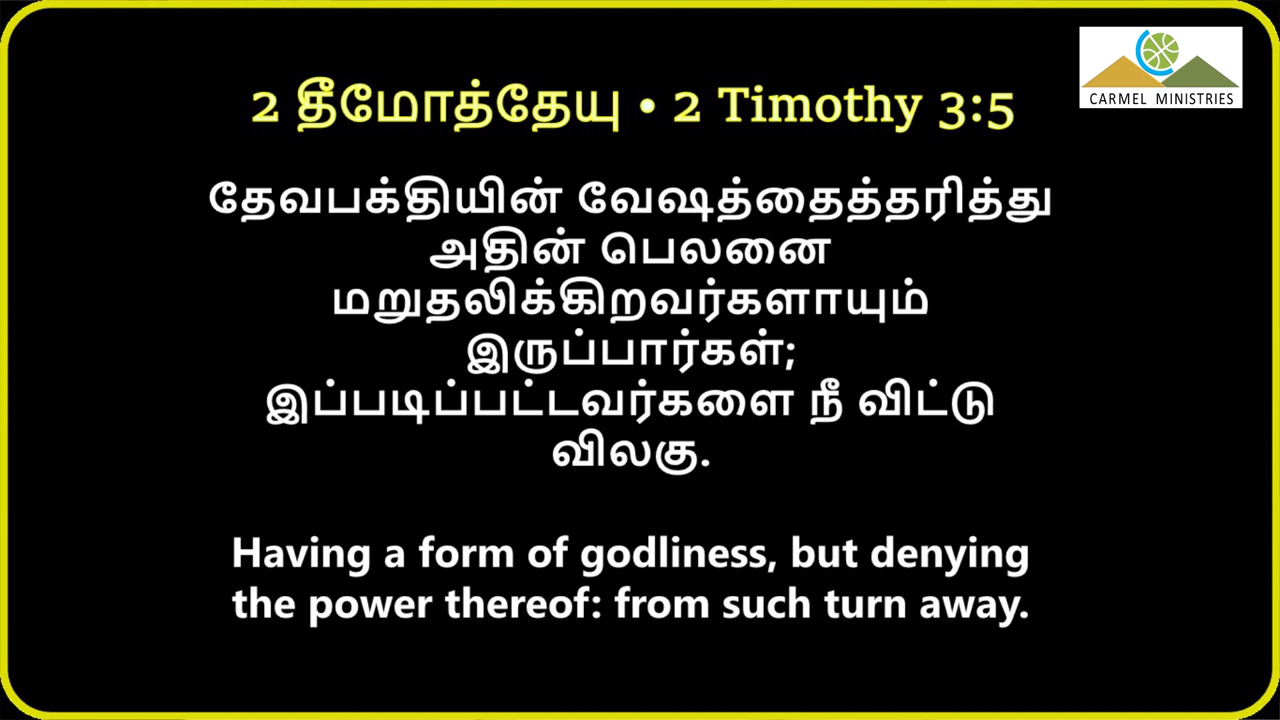 CARMEL MINISTRIES
2 தீமோத்தேயு • 2 Timothy 3:5
தேவபக்தியின் வேஷத்தைத்தரித்து
அதின் பெலனை
மறுதலிக்கிறவர்களாயும்
இருப்பார்கள்;
இப்படிப்பட்டவர்களை நீ விட்டு
விலகு.
Having a form of godliness, but denying
the power thereof: from such turn away.